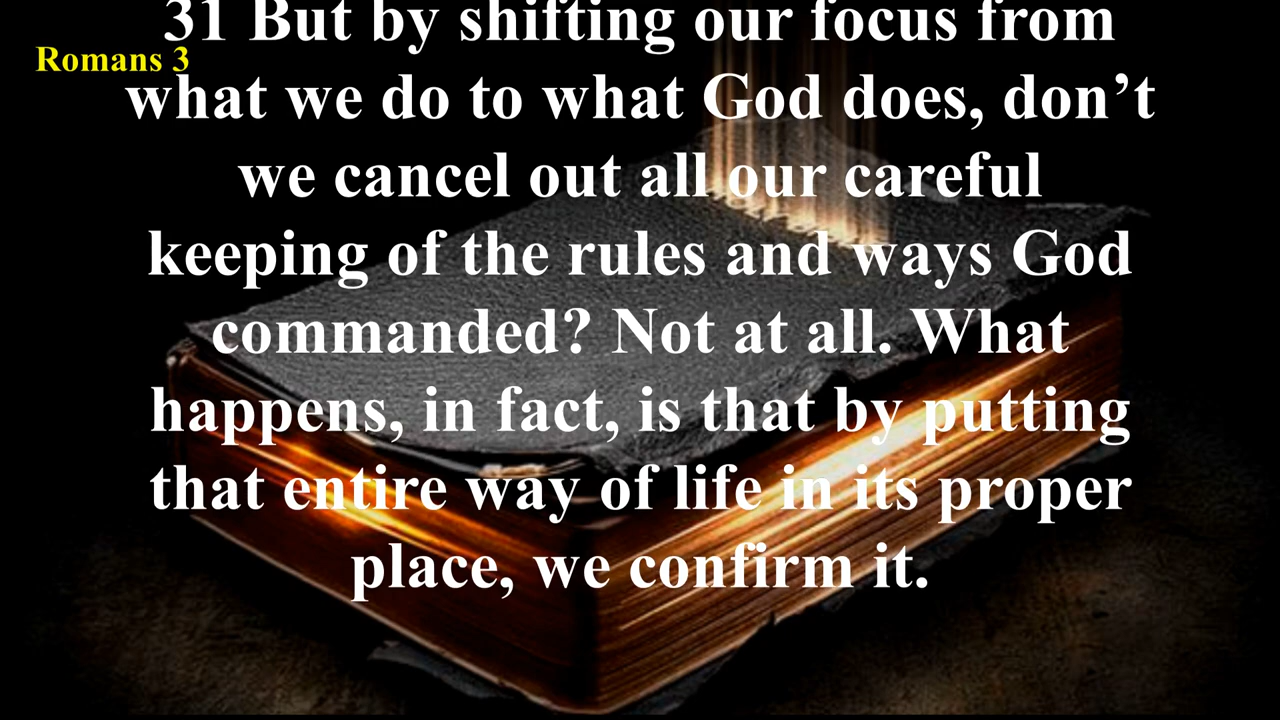 31 But by shifting our focus from
Romans 3
what we do to what God does, don’t
we cancel out all our careful
keeping of the rules and ways God
commanded? Not at all. What
happens, in fact, is that by putting
that entire way of life in its proper
place, we confirm it.